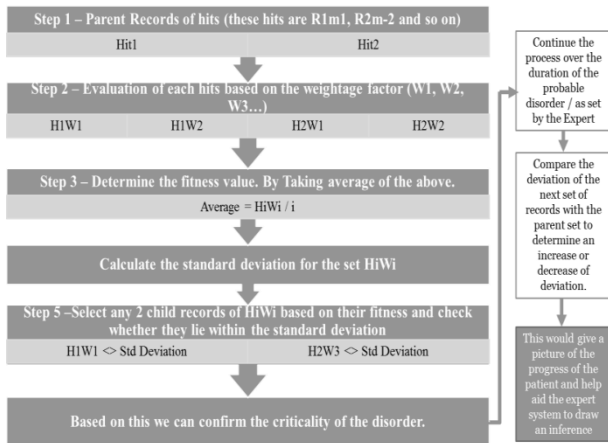 Step 1 – Parent Records of hits (these hits are R1m1, R2m-2 and so on)
Hit1
Hit2
Step 2 – Evaluation of each hits based on the weightage factor (W1, W2,
W3…)
H1W1
H1W2
H2W1
H2W2
Step 3 – Determine the fitness value. By Taking average of the above.
Average = HiWi / i
Calculate the standard deviation for the set HiWi
Step 5 –Select any 2 child records of HiWi based on their fitness and check
whether they lie within the standard deviation
H1W1 <> Std Deviation
H2W3 <> Std Deviation
Based on this we can confirm the criticality of the disorder.
Continue the
process over the
duration of the
probable
disorder / as set
by the Expert
Compare the
deviation of the
next set of
records with the
parent set to
determine an
increase or
decrease of
deviation.
This would give a
picture of the
progress of the
patient and help
aid the expert
system to draw
an inference